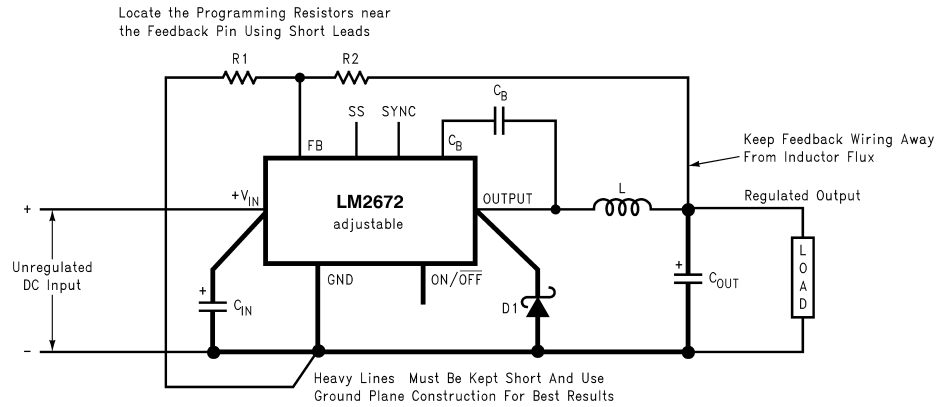 Locate the Programming Resistors near
the Feedback Pin Using Short Leads
R1
R2
C_B
SS
SYNC
FB
C_B
Keep Feedback Wiring Away
From Inductor Flux
+V_IN
LM2672
adjustable
OUTPUT
L
Regulated Output
+
Unregulated
DC Input
−
GND
ON/O̅F̅F̅
+
C_IN
D1
+
C_OUT
L
O
A
D
Heavy Lines Must Be Kept Short And Use
Ground Plane Construction For Best Results